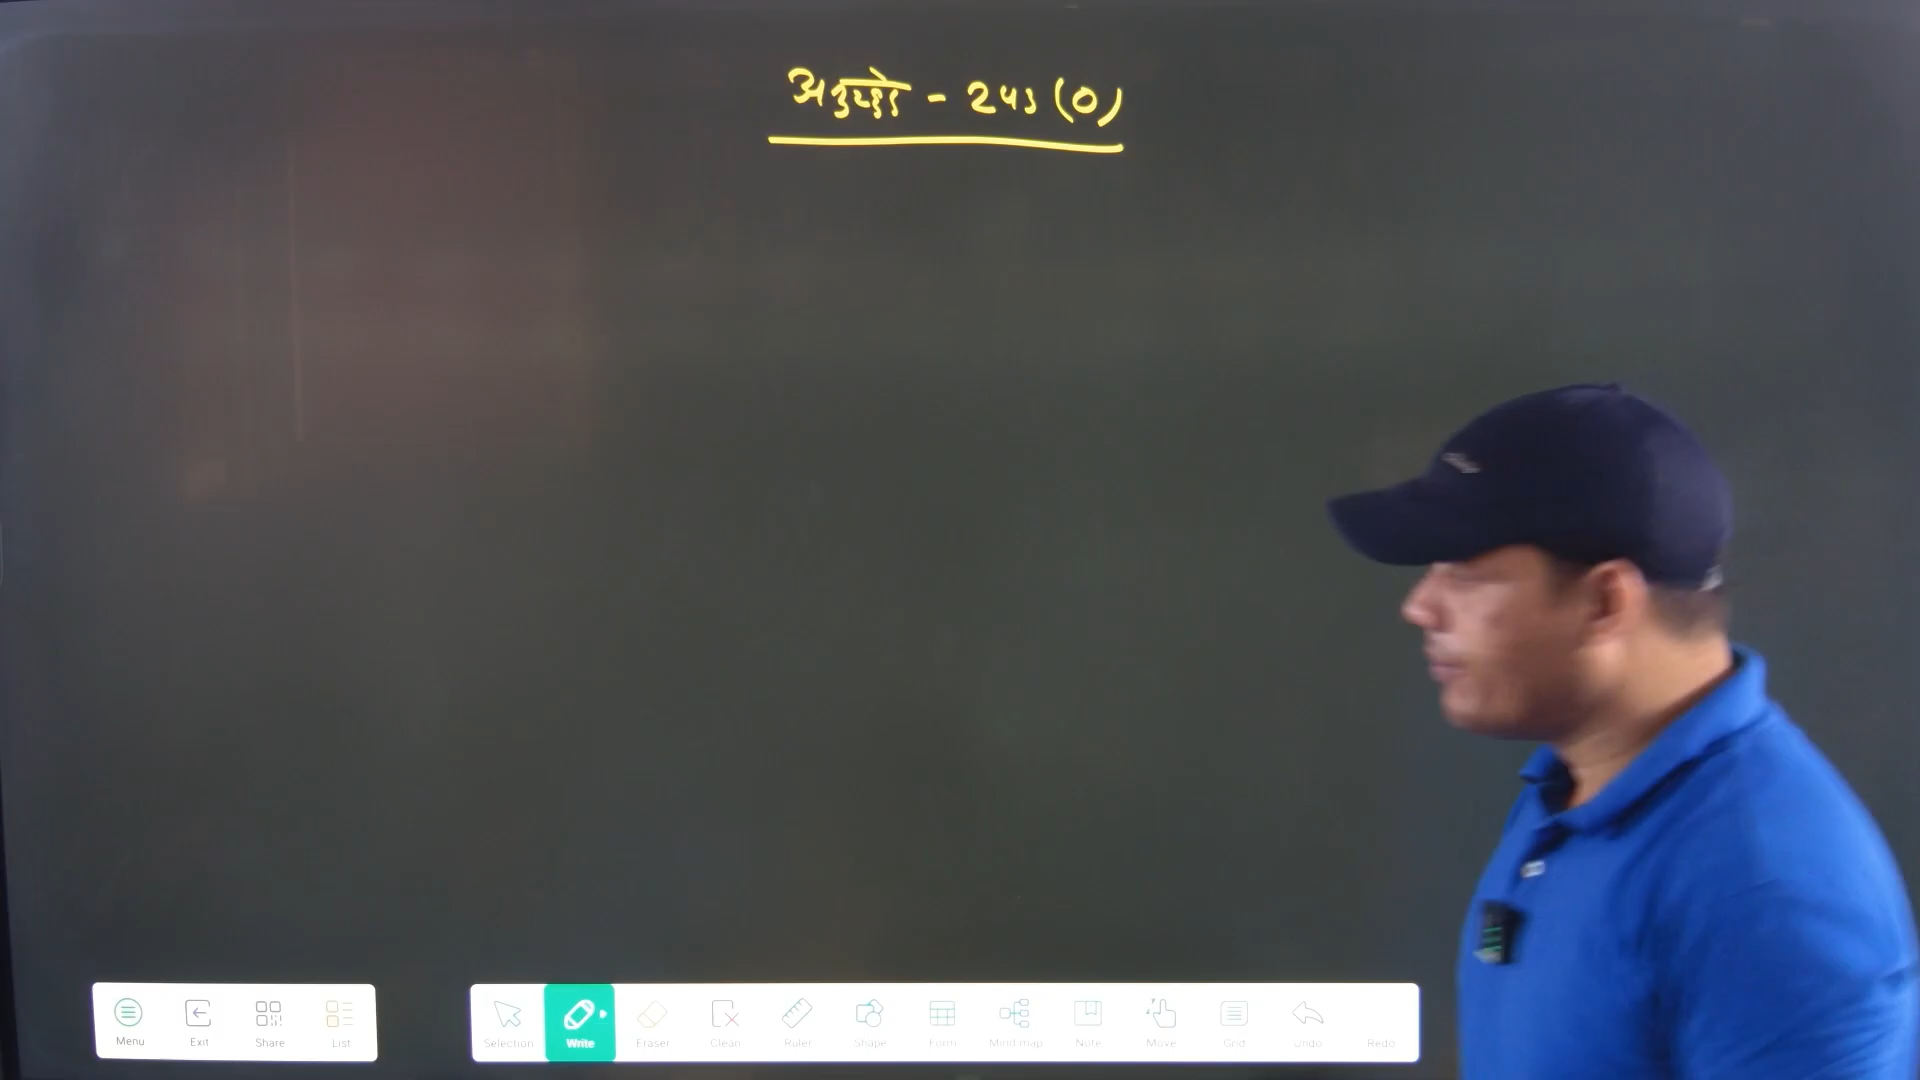 अनुच्छेद - 243 (O)
Menu Exit Share List
Selection Write Eraser Clean Ruler Shape Form Mind map Note Move Grid Undo Redo